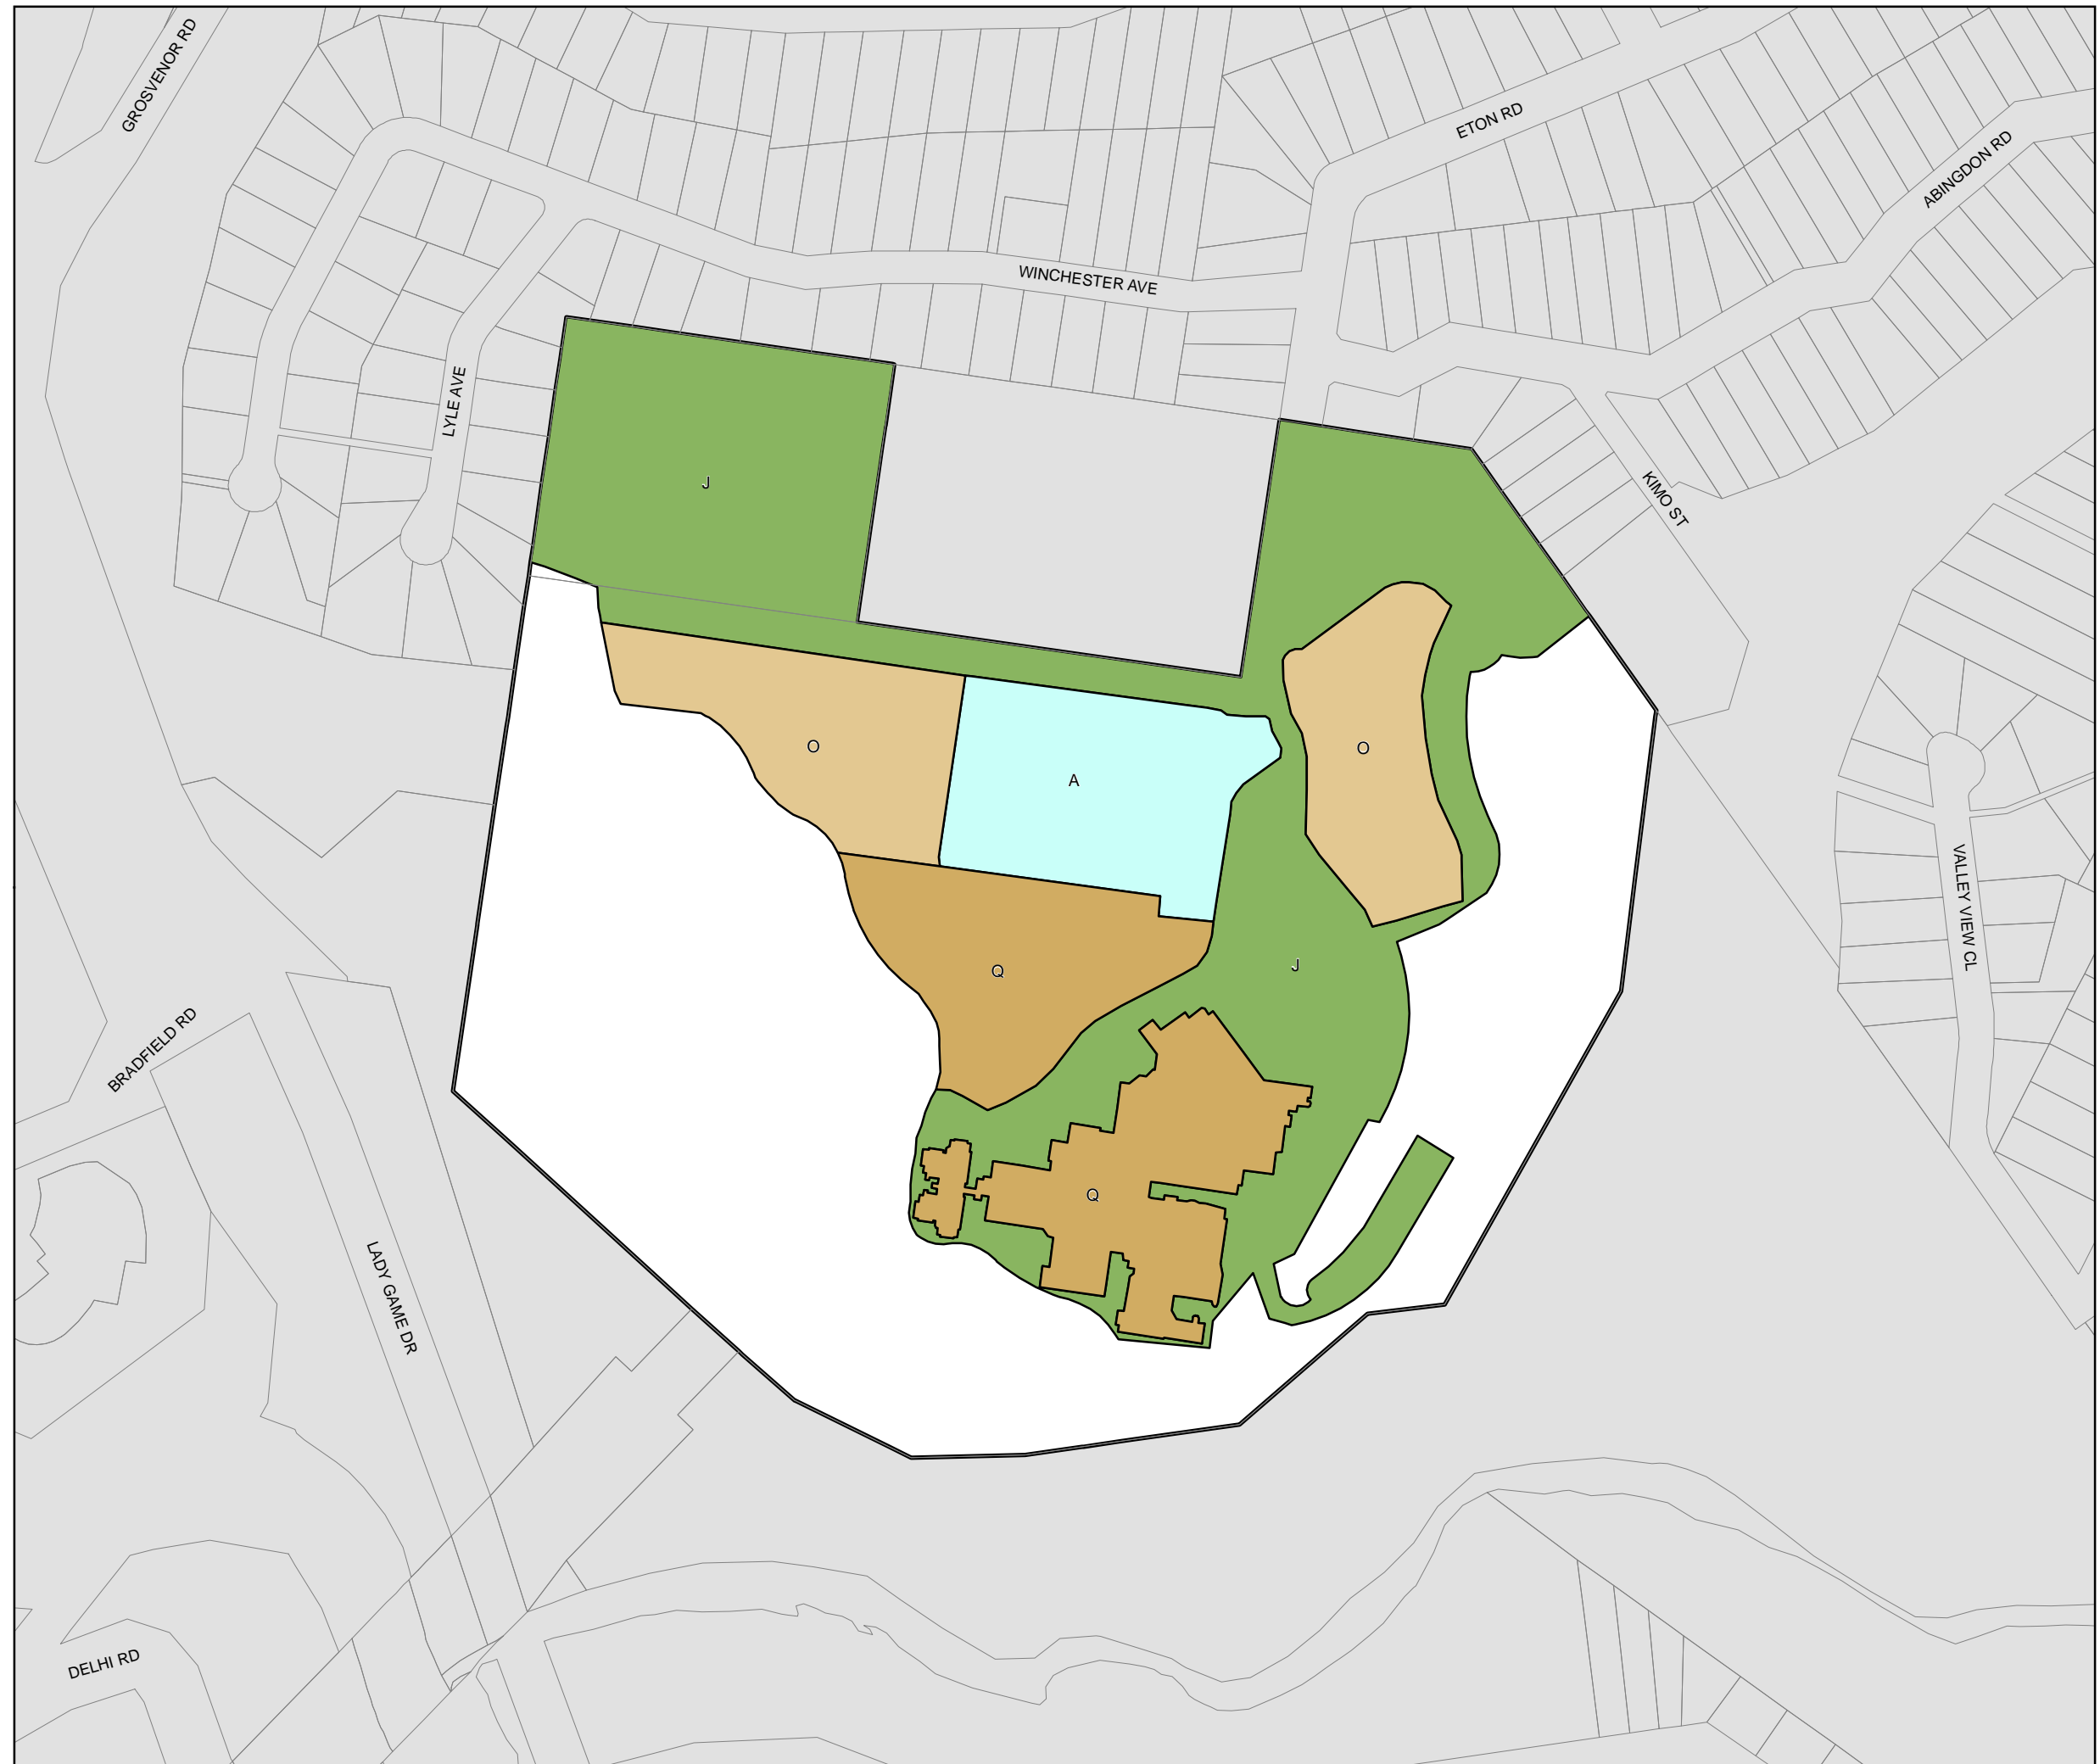 GROSVENOR RD
ETON RD
ABINGDON RD
WINCHESTER AVE
LYLE AVE
J
KIMO ST
O
O
A
VALLEY VIEW CL
J
Q
BRADFIELD RD
Q
LADY GAME DR
DELHI RD